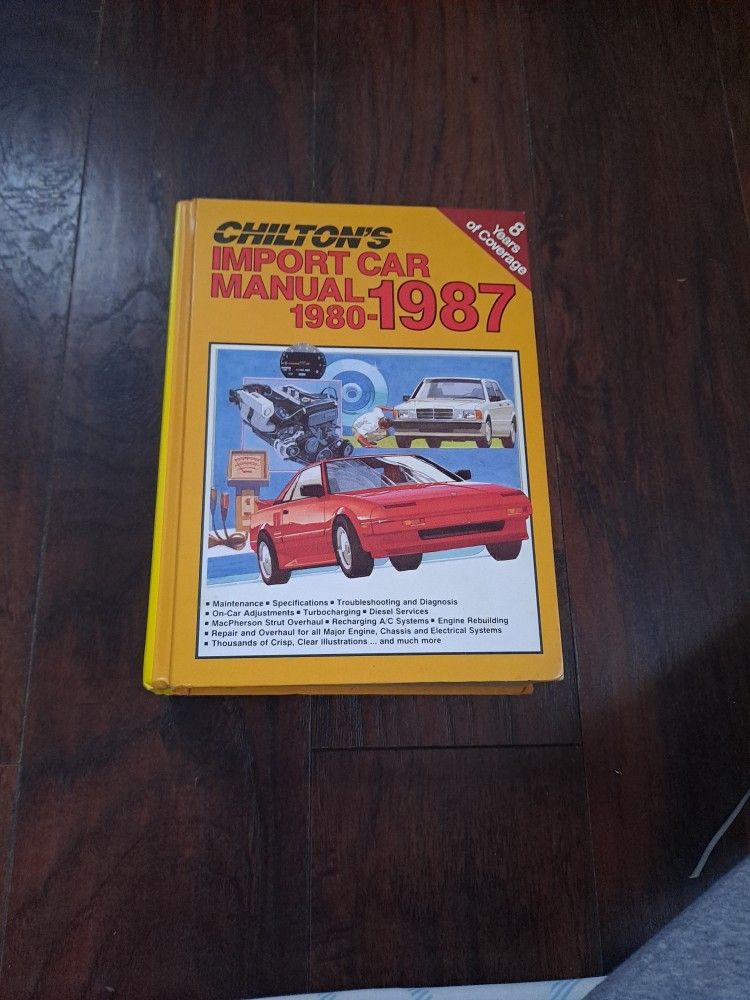 CHILTON'S
IMPORT CAR
MANUAL
1980-1987
8
Years
of Coverage
▪ Maintenance ▪ Specifications ▪ Troubleshooting and Diagnosis
▪ On-Car Adjustments ▪ Turbocharging ▪ Diesel Services
▪ MacPherson Strut Overhaul ▪ Recharging A/C Systems ▪ Engine Rebuilding
▪ Repair and Overhaul for all Major Engine, Chassis and Electrical Systems
▪ Thousands of Crisp, Clear Illustrations ... and much more